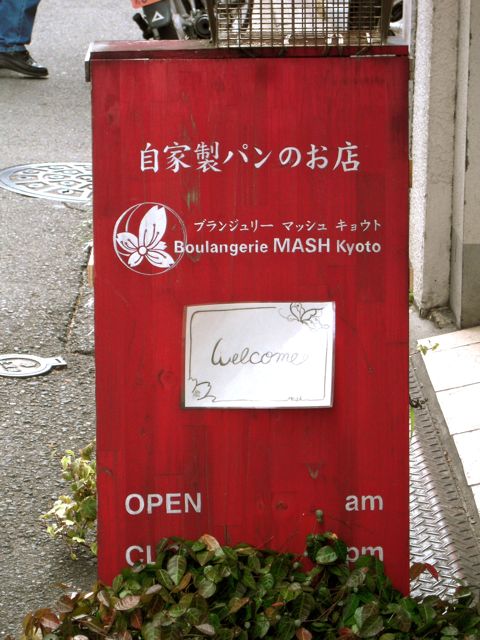 自家製パンのお店
ブランジュリー マッシュ キョウト
Boulangerie MASH Kyoto
Welcome
OPEN am
pm